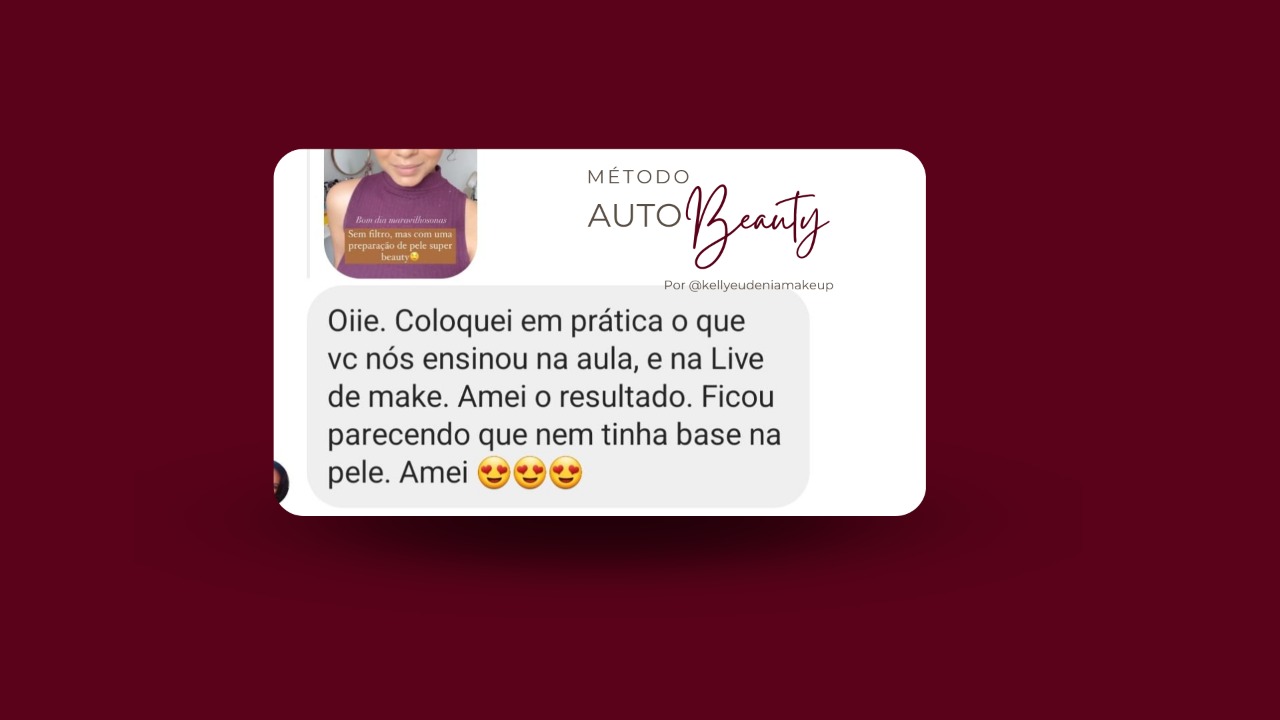 Bom dia maravilhosonas
Sem filtro, mas com uma
preparação de pele super
beauty😉
MÉTODO
AUTOBeauty
Por @kellyeudeniamakeup
Oiie. Coloquei em prática o que
vc nós ensinou na aula, e na Live
de make. Amei o resultado. Ficou
parecendo que nem tinha base na
pele. Amei 😍😍😍